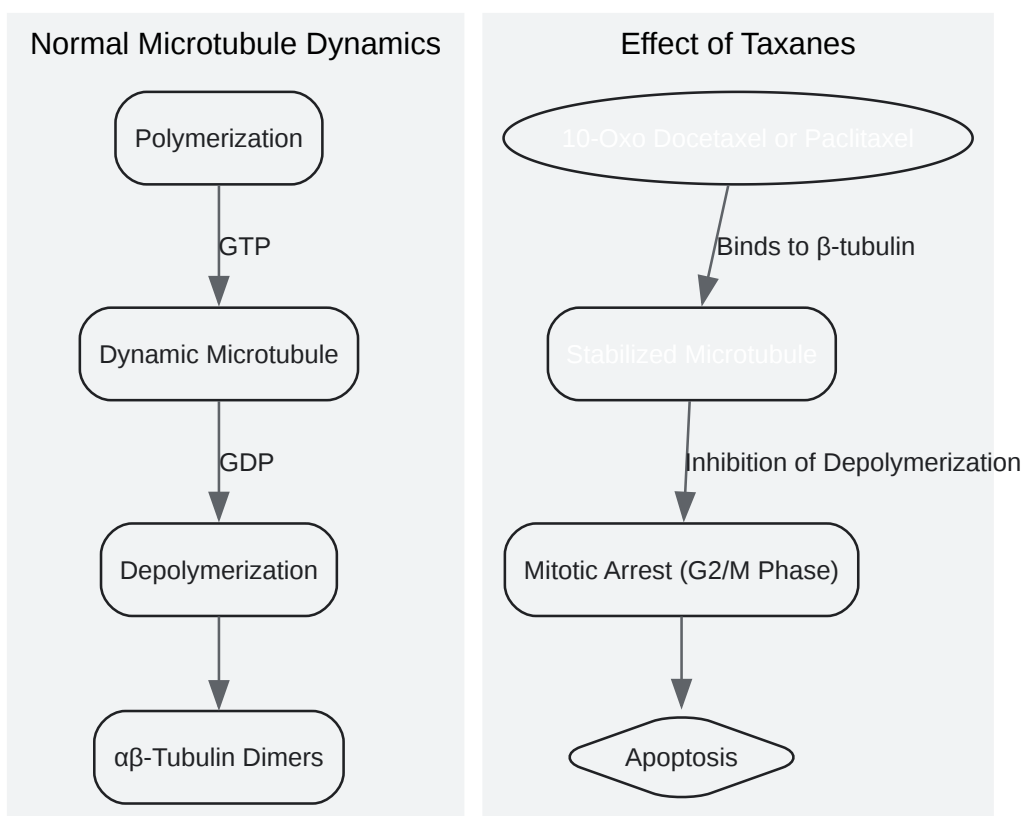 Normal Microtubule Dynamics
Polymerization
GTP
Dynamic Microtubule
GDP
Depolymerization
αβ-Tubulin Dimers
Effect of Taxanes
10-Oxo Docetaxel or Paclitaxel
Binds to β-tubulin
Stabilized Microtubule
Inhibition of Depolymerization
Mitotic Arrest (G2/M Phase)
Apoptosis